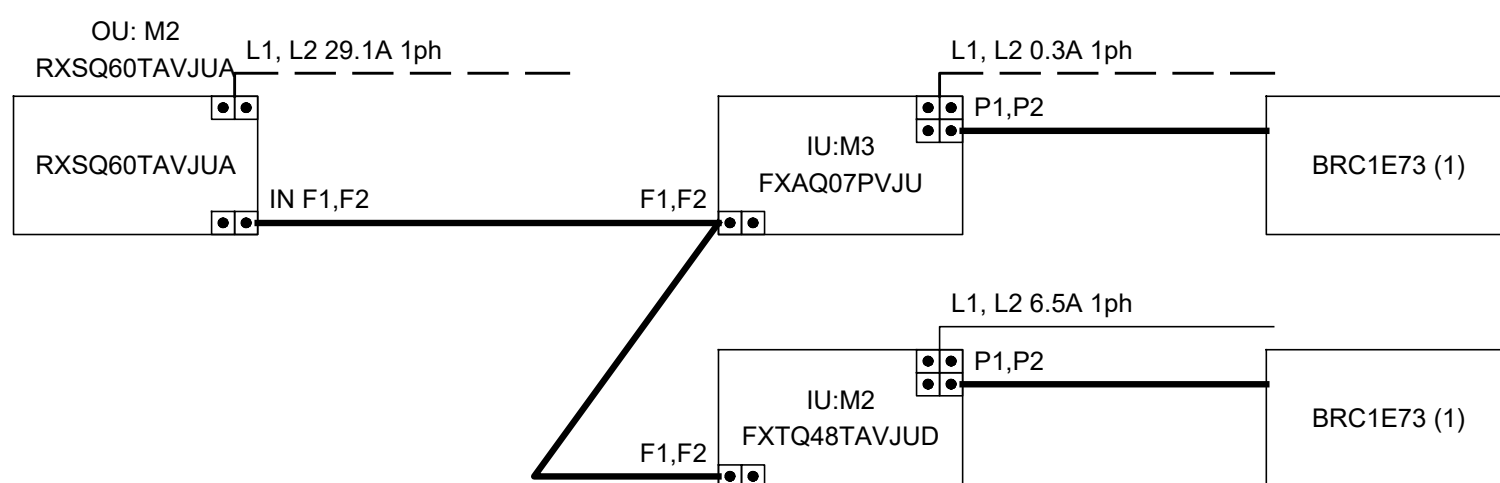 OU: M2
RXSQ60TAVJUA
L1, L2 29.1A 1ph
L1, L2 0.3A 1ph
RXSQ60TAVJUA
IN F1,F2
F1,F2
IU:M3
FXAQ07PVJU
P1,P2
BRC1E73 (1)
L1, L2 6.5A 1ph
F1,F2
IU:M2
FXTQ48TAVJUD
P1,P2
BRC1E73 (1)